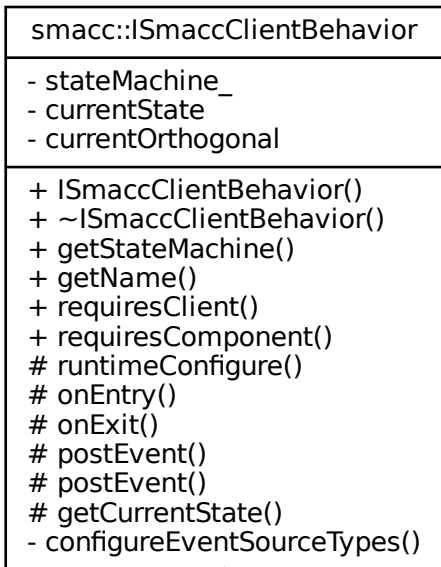 smacc::ISmaccClientBehavior
- stateMachine_
- currentState
- currentOrthogonal
+ ISmaccClientBehavior()
+ ~ISmaccClientBehavior()
+ getStateMachine()
+ getName()
+ requiresClient()
+ requiresComponent()
# runtimeConfigure()
# onEntry()
# onExit()
# postEvent()
# postEvent()
# getCurrentState()
- configureEventSourceTypes()